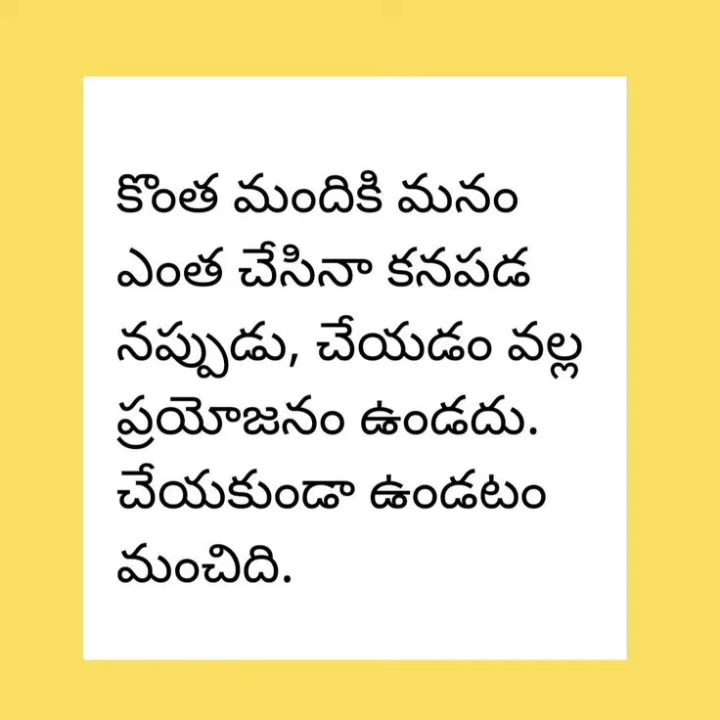 కొంత మందికి మనం
ఎంత చేసినా కనపడ
నప్పుడు, చేయడం వల్ల
ప్రయోజనం ఉండదు.
చేయకుండా ఉండటం
మంచిది.